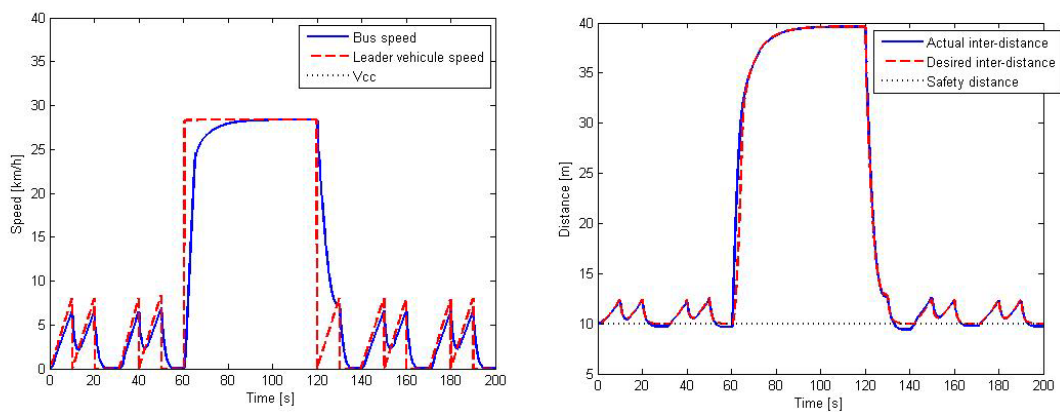 40
35
30
25
20
15
10
5
0
Speed [km/h]
Bus speed
Leader vehicule speed
Vcc
0 20 40 60 80 100 120 140 160 180 200
Time [s]
40
35
30
25
20
15
10
5
Distance [m]
Actual inter-distance
Desired inter-distance
Safety distance
0 20 40 60 80 100 120 140 160 180 200
Time [s]